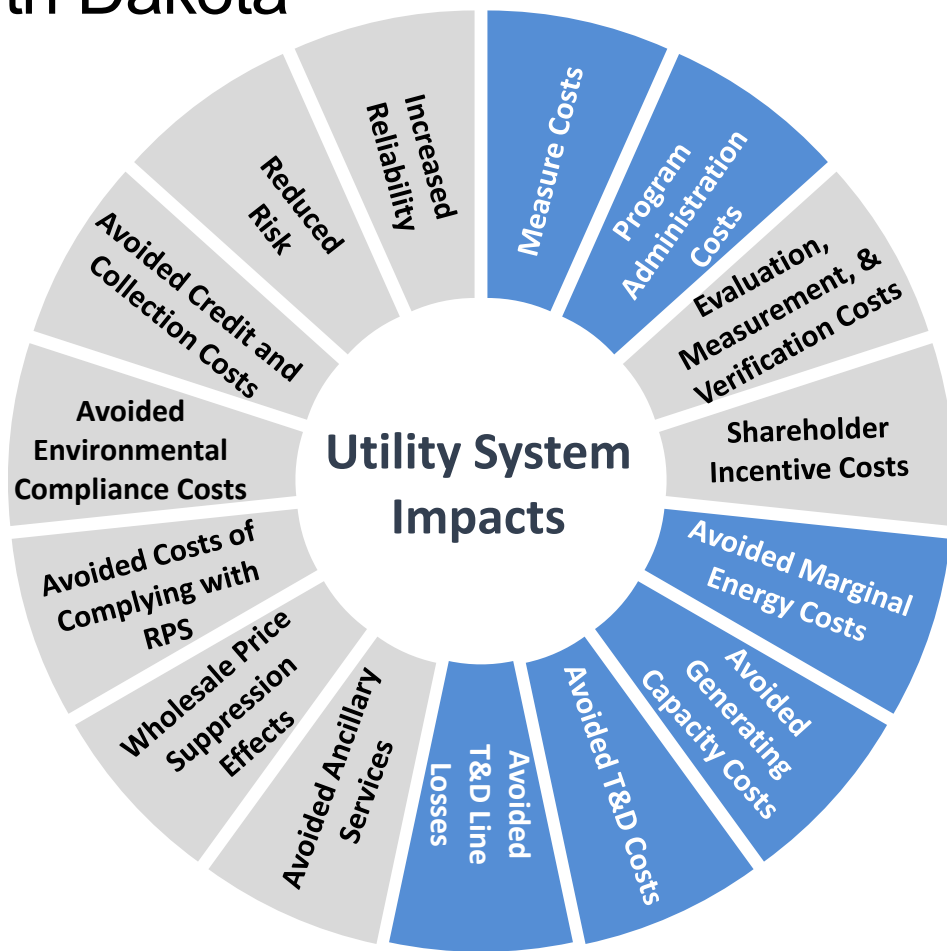 Dakota
Measure Costs
Program
Administration
Costs
Evaluation,
Measurement, &
Verification Costs
Shareholder
Incentive Costs
Avoided Marginal
Energy Costs
Avoided
Generating
Capacity Costs
Avoided T&D Costs
Avoided
T&D Line
Losses
Avoided Ancillary
Services
Wholesale Price
Suppression
Effects
Avoided Costs of
Complying with
RPS
Avoided
Environmental
Compliance Costs
Avoided Credit and
Collection Costs
Reduced
Risk
Increased
Reliability
Utility System
Impacts